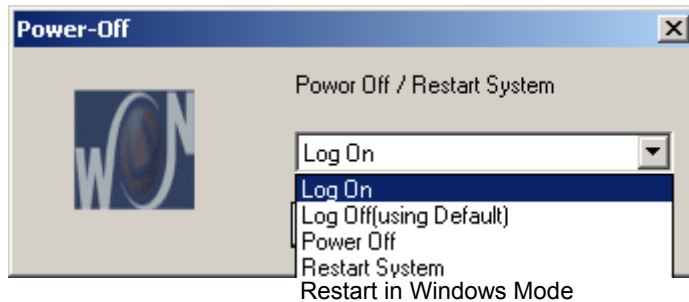 Power-Off
WON
Powor Off / Restart System
Log On
Log On
Log Off(using Default)
Power Off
Restart System
Restart in Windows Mode